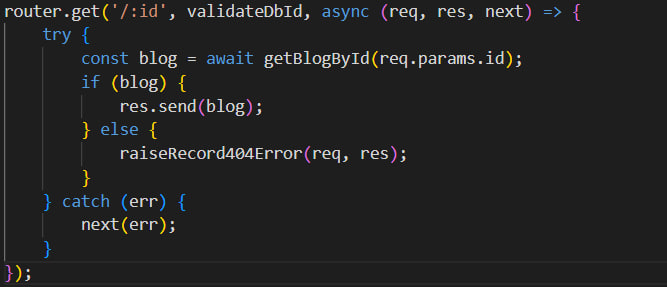 router.get('/:id', validateDbId, async (req, res, next) => {
    try {
        const blog = await getBlogById(req.params.id);
        if (blog) {
            res.send(blog);
        } else {
            raiseRecord404Error(req, res);
        }
    } catch (err) {
        next(err);
    }
});